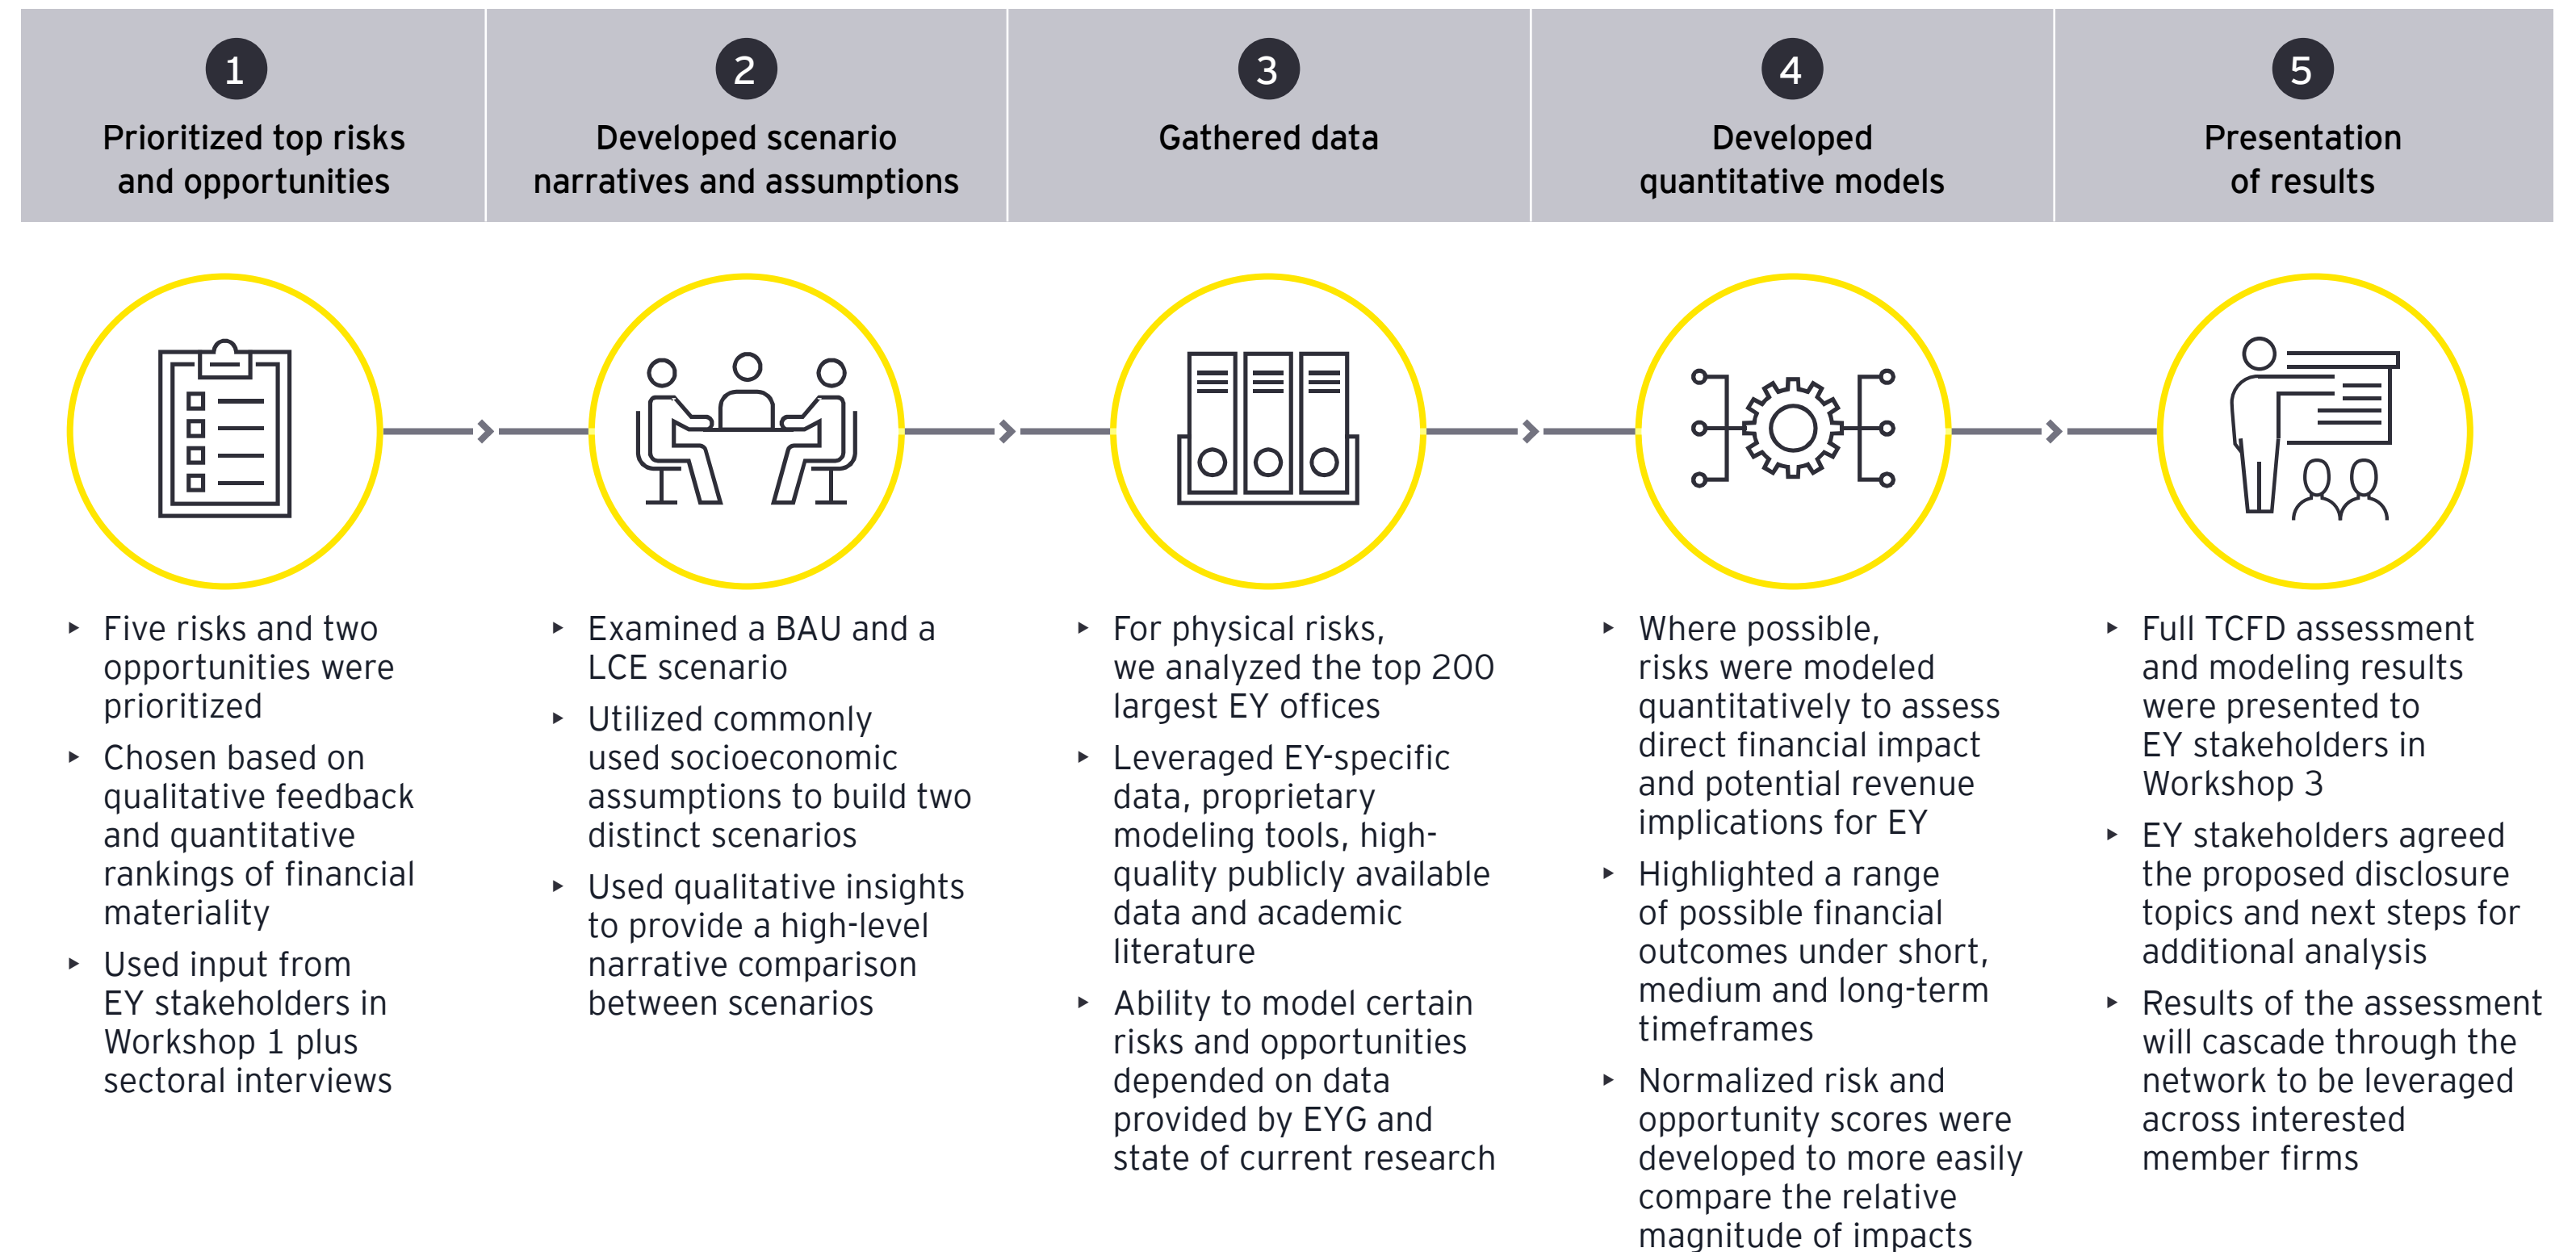 1
Prioritized top risks
and opportunities
2
Developed scenario
narratives and assumptions
3
Gathered data
4
Developed
quantitative models
5
Presentation
of results
‣ Five risks and two
opportunities were
prioritized
‣ Chosen based on
qualitative feedback
and quantitative
rankings of financial
materiality
‣ Used input from
EY stakeholders in
Workshop 1 plus
sectoral interviews
‣ Examined a BAU and a
LCE scenario
‣ Utilized commonly
used socioeconomic
assumptions to build two
distinct scenarios
‣ Used qualitative insights
to provide a high-level
narrative comparison
between scenarios
‣ For physical risks,
we analyzed the top 200
largest EY offices
‣ Leveraged EY-specific
data, proprietary
modeling tools, high-
quality publicly available
data and academic
literature
‣ Ability to model certain
risks and opportunities
depended on data
provided by EYG and
state of current research
‣ Where possible,
risks were modeled
quantitatively to assess
direct financial impact
and potential revenue
implications for EY
‣ Highlighted a range
of possible financial
outcomes under short,
medium and long-term
timeframes
‣ Normalized risk and
opportunity scores were
developed to more easily
compare the relative
magnitude of impacts
‣ Full TCFD assessment
and modeling results
were presented to
EY stakeholders in
Workshop 3
‣ EY stakeholders agreed
the proposed disclosure
topics and next steps for
additional analysis
‣ Results of the assessment
will cascade through the
network to be leveraged
across interested
member firms